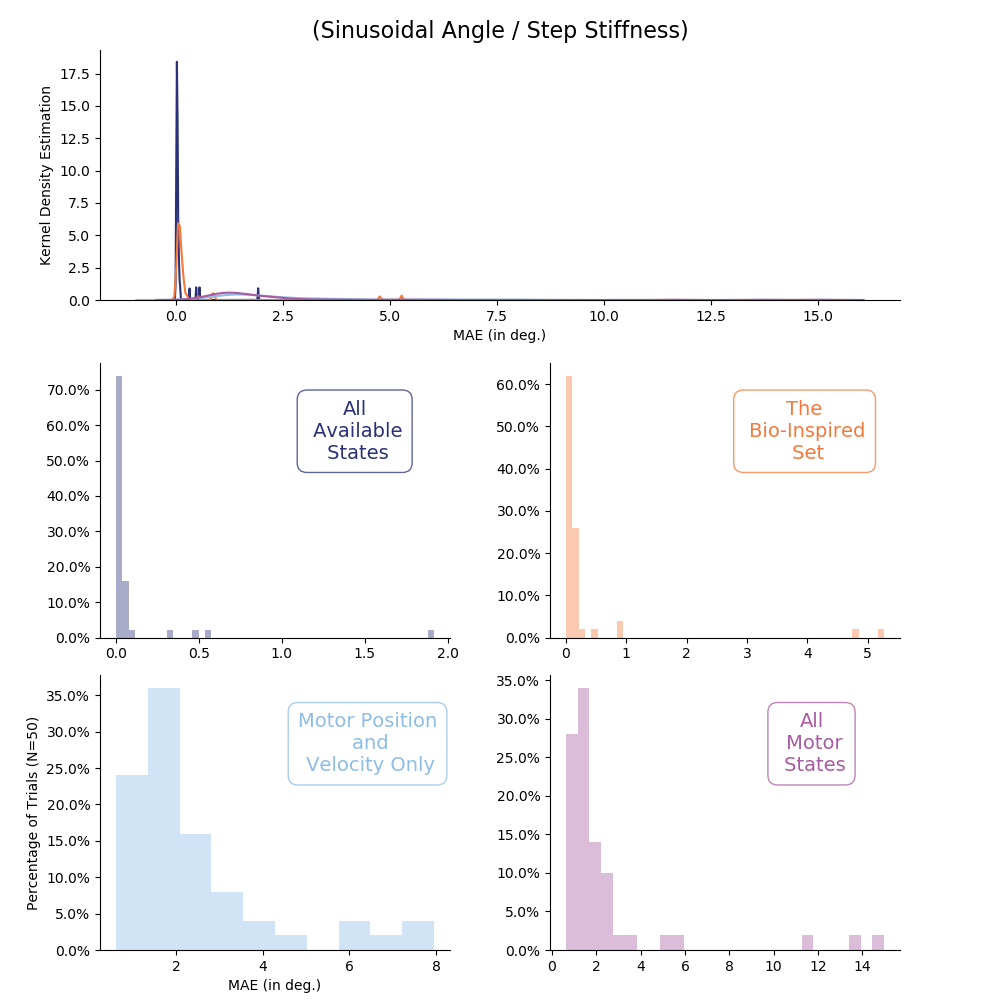 (Sinusoidal Angle / Step Stiffness)
17.5
15.0
12.5
10.0
7.5
5.0
2.5
0.0
Kernel Density Estimation
0.0 2.5 5.0 7.5 10.0 12.5 15.0
MAE (in deg.)
70.0%
60.0%
50.0%
40.0%
30.0%
20.0%
10.0%
0.0%
All
Available
States
0.0 0.5 1.0 1.5 2.0
60.0%
50.0%
40.0%
30.0%
20.0%
10.0%
0.0%
The
Bio-Inspired
Set
0 1 2 3 4 5
35.0%
30.0%
25.0%
20.0%
15.0%
10.0%
5.0%
0.0%
Percentage of Trials (N=50)
Motor Position
and
Velocity Only
2 4 6 8
MAE (in deg.)
35.0%
30.0%
25.0%
20.0%
15.0%
10.0%
5.0%
0.0%
All
Motor
States
0 2 4 6 8 10 12 14